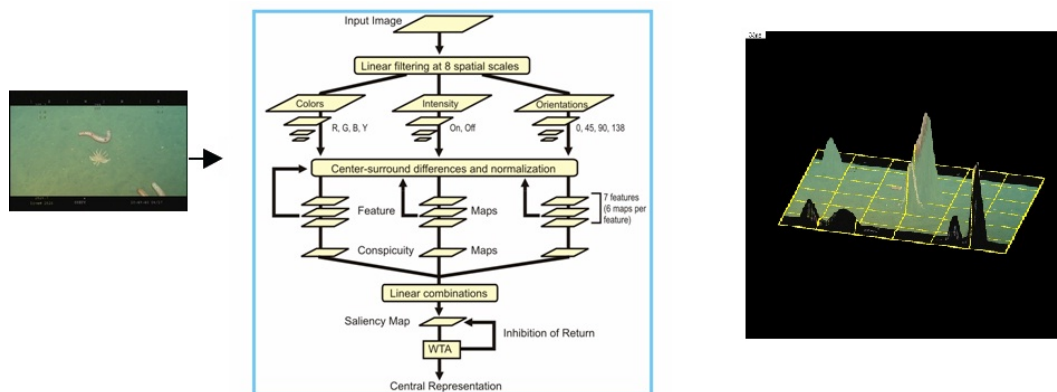 Input Image
Linear filtering at 8 spatial scales
Colors
Intensity
Orientations
R, G, B, Y
On, Off
0, 45, 90, 138
Center-surround differences and normalization
Feature
Maps
7 features
(6 maps per
feature)
Conspicuity
Maps
Linear combinations
Saliency Map
Inhibition of Return
WTA
Central Representation